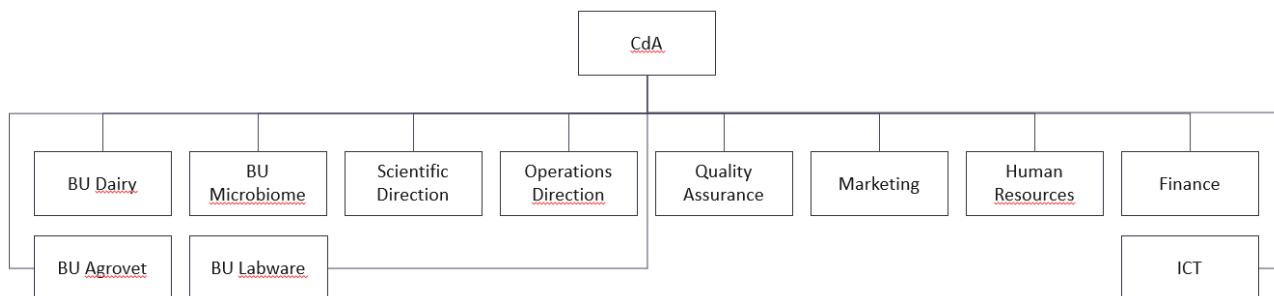 CdA
BU Dairy
BU
Microbiome
Scientific
Direction
Operations
Direction
Quality
Assurance
Marketing
Human
Resources
Finance
BU Agrovet
BU Labware
ICT